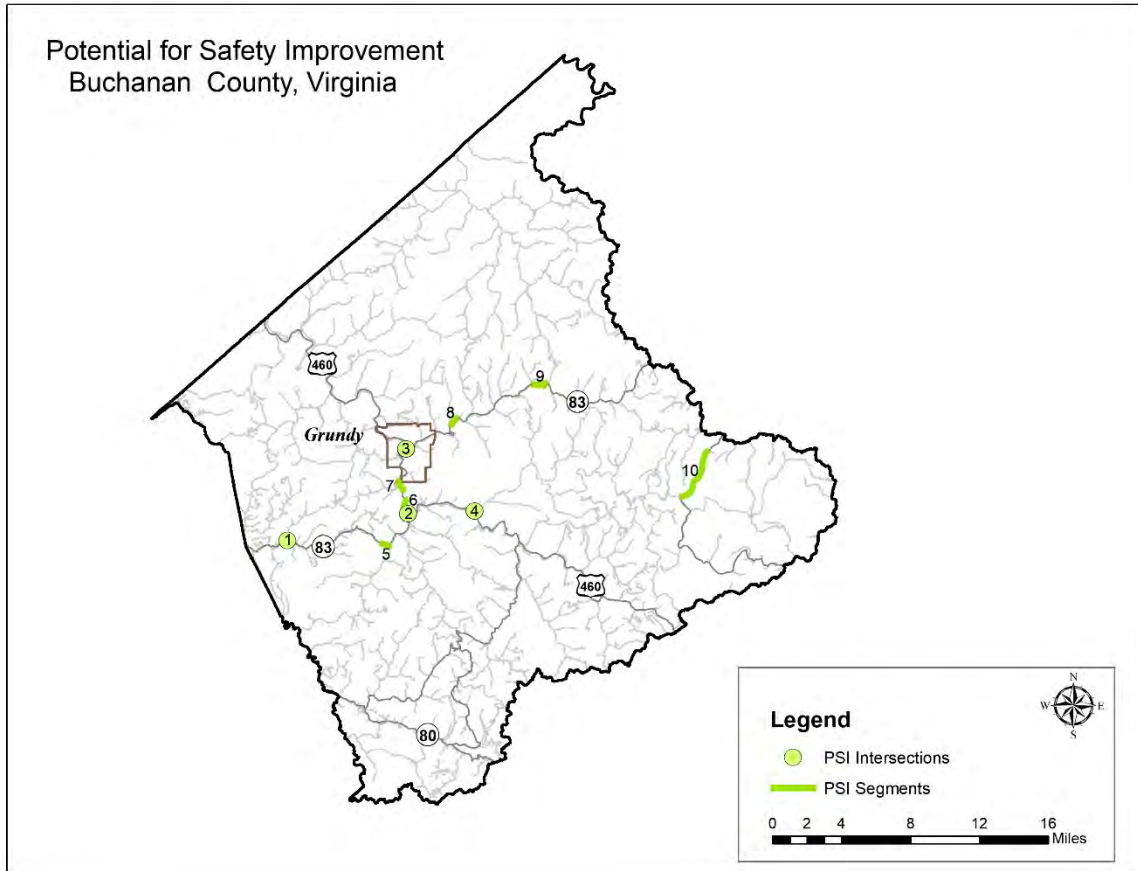 Potential for Safety Improvement
Buchanan County, Virginia
460
9
83
8
Grundy
3
10
7
6
2
4
1
83
5
460
80
N
W E
S
Legend
PSI Intersections
PSI Segments
0 2 4 8 12 16
Miles